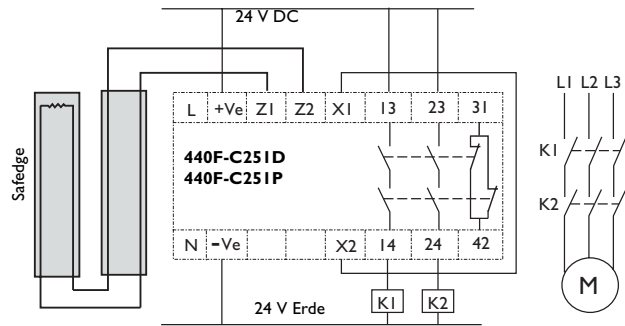 24 V DC
L +Ve Z1 Z2 X1 13 23 31
440F-C251D
440F-C251P
N –Ve X2 14 24 42
K1 K2
24 V Erde
Safedge
L1 L2 L3
K1
K2
M